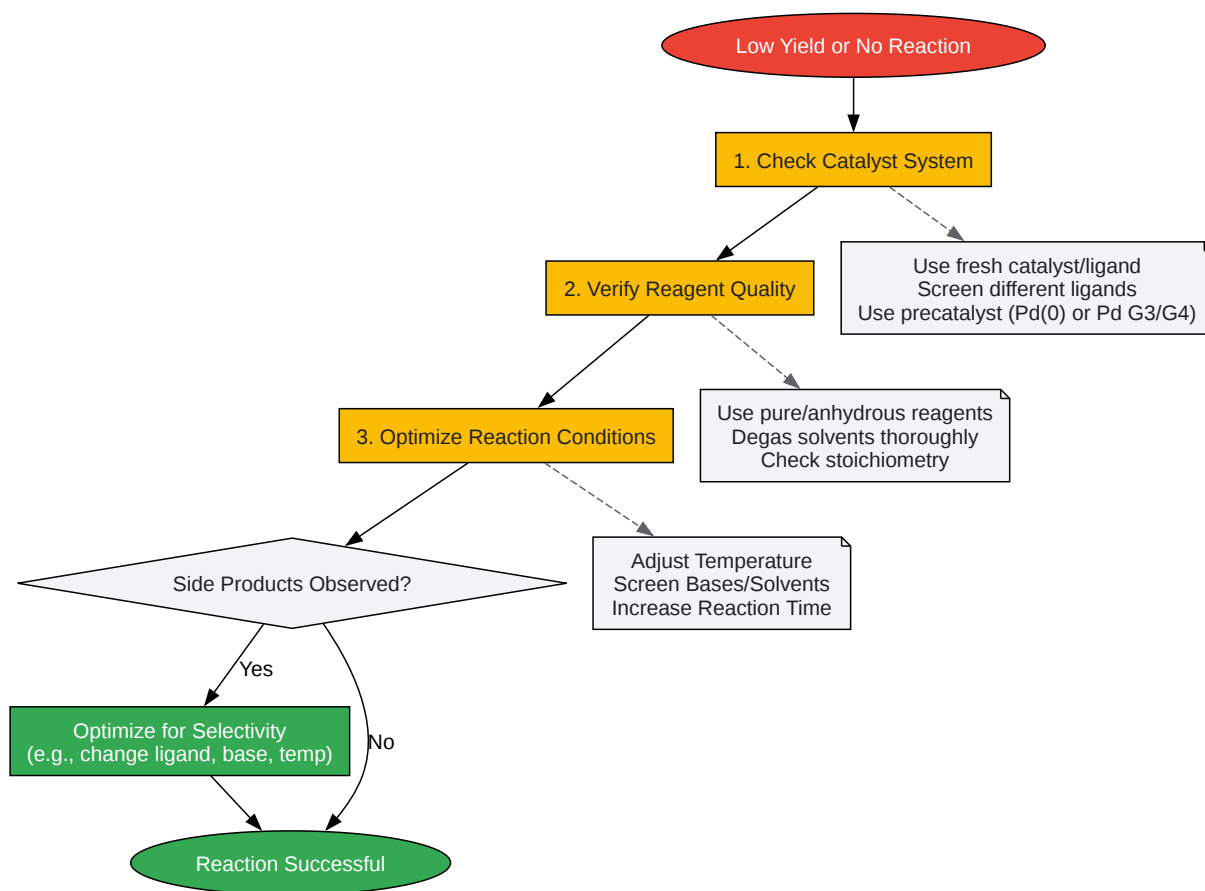 Low Yield or No Reaction
1. Check Catalyst System
Use fresh catalyst/ligand
Screen different ligands
Use precatalyst (Pd(0) or Pd G3/G4)
2. Verify Reagent Quality
Use pure/anhydrous reagents
Degas solvents thoroughly
Check stoichiometry
3. Optimize Reaction Conditions
Adjust Temperature
Screen Bases/Solvents
Increase Reaction Time
Side Products Observed?
Yes
No
Optimize for Selectivity
(e.g., change ligand, base, temp)
Reaction Successful